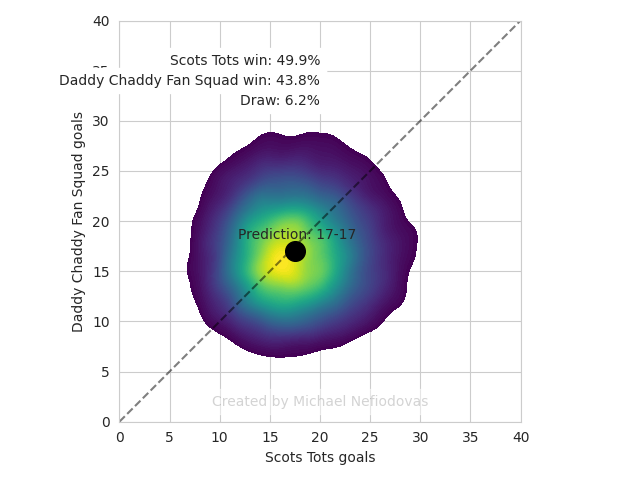 40
35
30
25
20
15
10
5
0
Daddy Chaddy Fan Squad goals
Scots Tots win: 49.9%
Daddy Chaddy Fan Squad win: 43.8%
Draw: 6.2%
Prediction: 17-17
Created by Michael Nefiodovas
0 5 10 15 20 25 30 35 40
Scots Tots goals